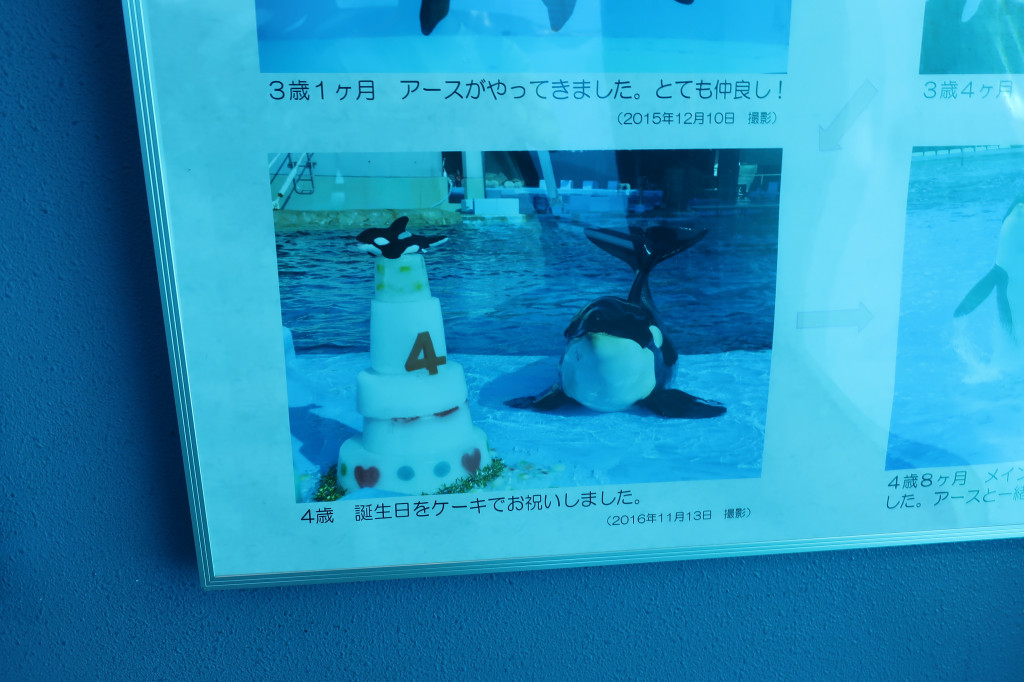 3歳1ヶ月　アースがやってきました。とても仲良し！
（2015年12月10日　撮影）
3歳4ヶ月
4
4歳　誕生日をケーキでお祝いしました。
（2016年11月13日　撮影）
4歳8ヶ月　メイン
した。アースと一緒